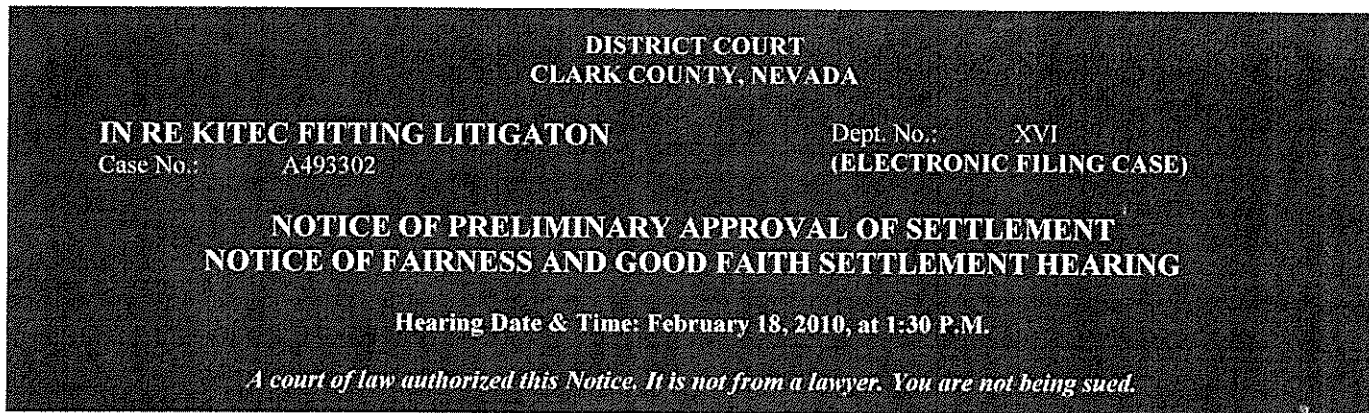 DISTRICT COURT
CLARK COUNTY, NEVADA
IN RE KITEC FITTING LITIGATON Dept. No.: XVI
Case No.: A493302 (ELECTRONIC FILING CASE)
NOTICE OF PRELIMINARY APPROVAL OF SETTLEMENT
NOTICE OF FAIRNESS AND GOOD FAITH SETTLEMENT HEARING
Hearing Date & Time: February 18, 2010, at 1:30 P.M.
A court of law authorized this Notice. It is not from a lawyer. You are not being sued.